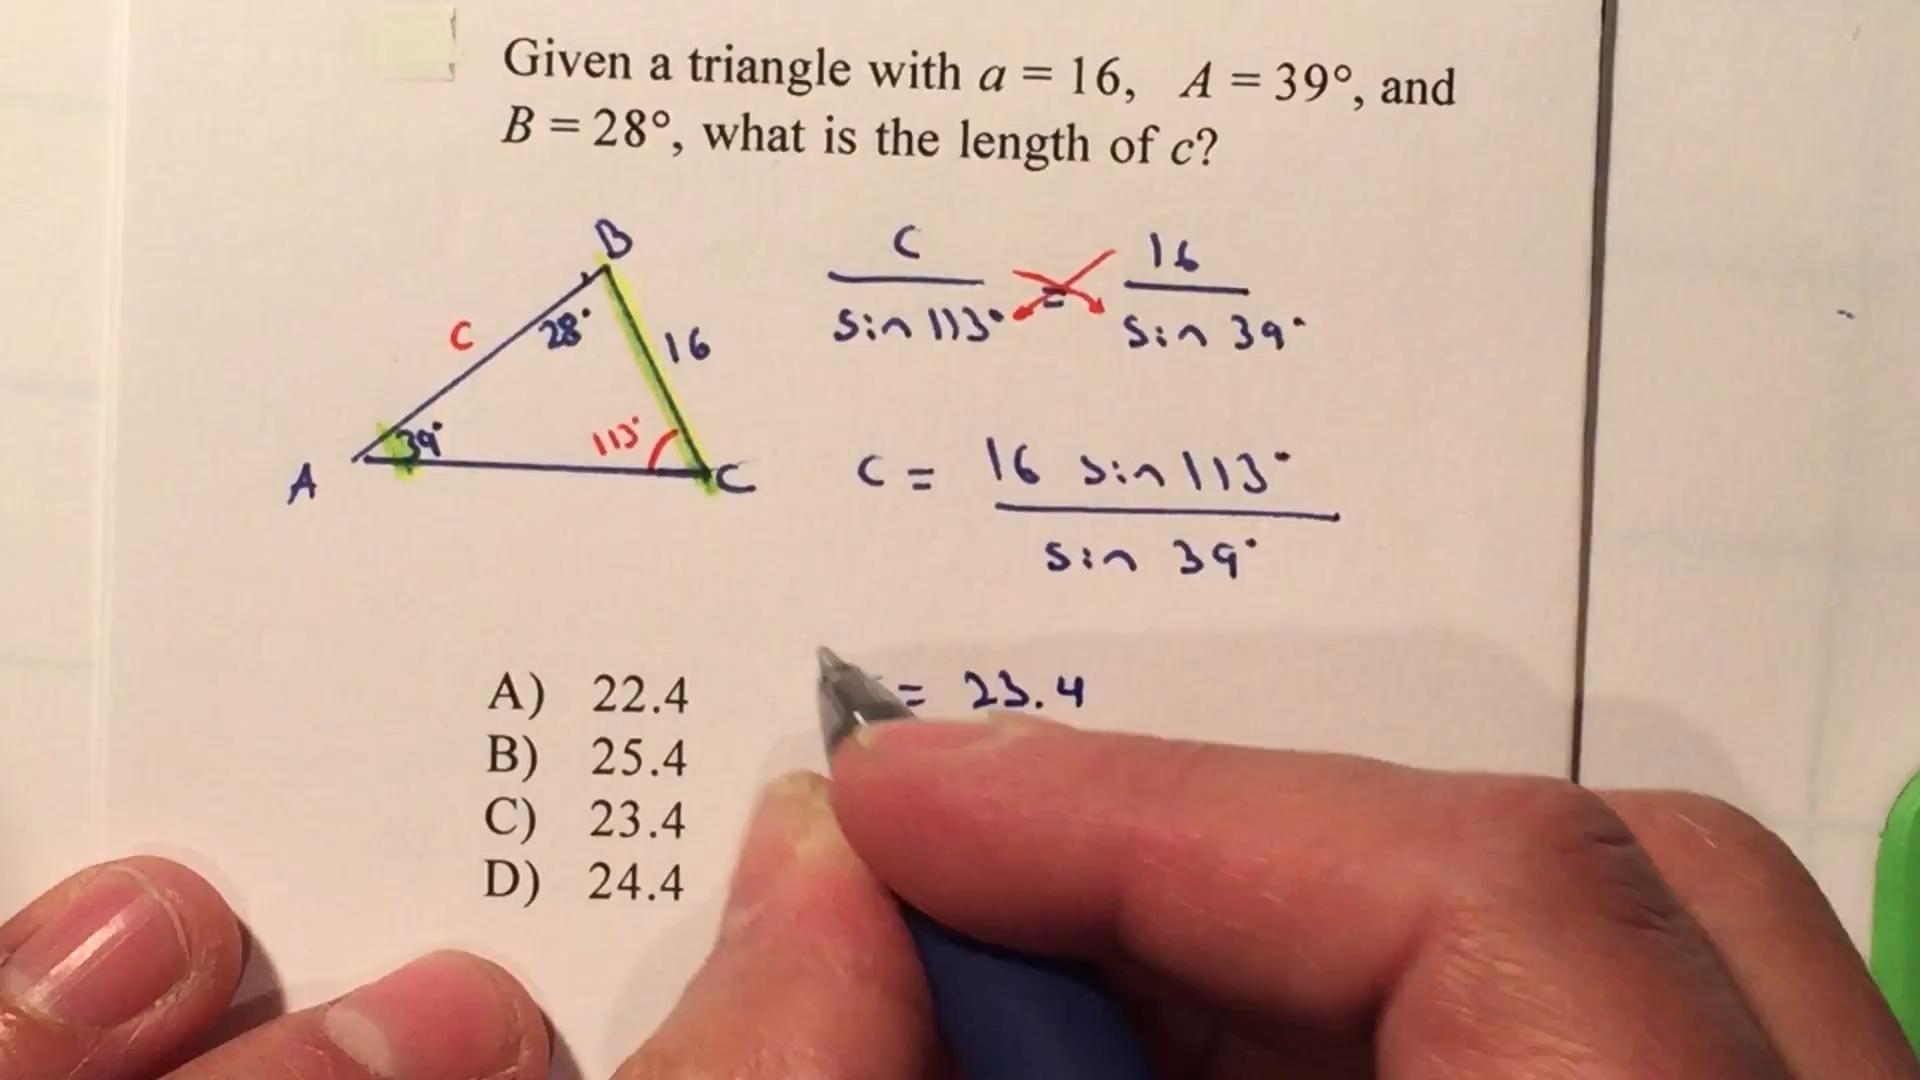 Given a triangle with a = 16, A = 39°, and
B = 28°, what is the length of c?
B
C
28°
16
39°
113°
A
C
C
16
=
sin 113°
sin 39°
C = 16 sin 113°
sin 39°
A) 22.4
= 23.4
B) 25.4
C) 23.4
D) 24.4